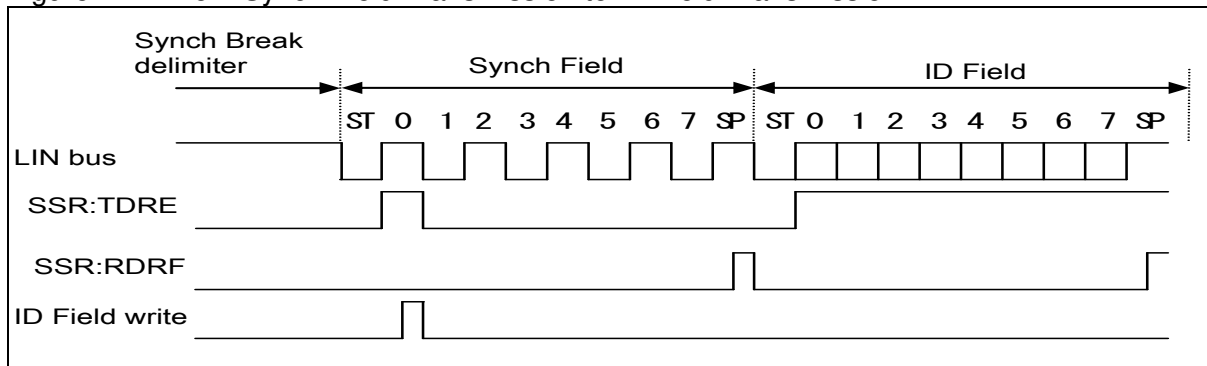 Synch Break
delimiter
Synch Field
ID Field
ST 0 1 2 3 4 5 6 7 SP ST 0 1 2 3 4 5 6 7 SP
LIN bus
SSR:TDRE
SSR:RDRF
ID Field write